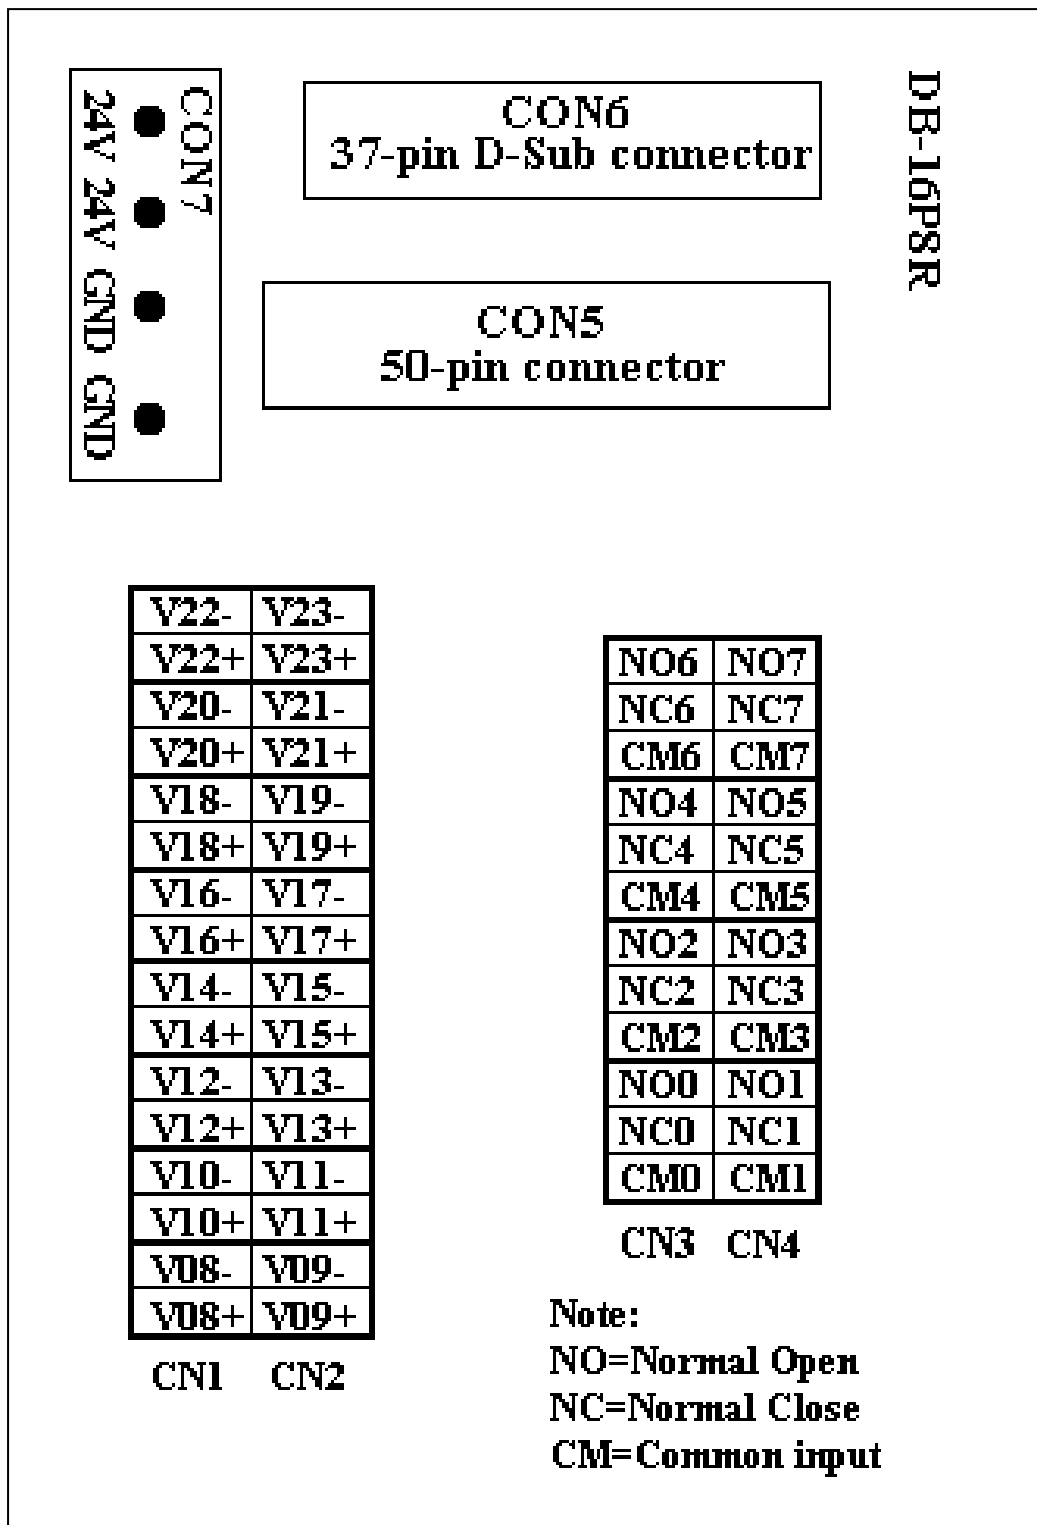 CON7
24V 24V GND GND
CON6
37-pin D-Sub connector
DB-16P8R
CON5
50-pin connector
V22- V23-
V22+ V23+
V20- V21-
V20+ V21+
V18- V19-
V18+ V19+
V16- V17-
V16+ V17+
V14- V15-
V14+ V15+
V12- V13-
V12+ V13+
V10- V11-
V10+ V11+
V08- V09-
V08+ V09+
CN1 CN2
NO6 NO7
NC6 NC7
CM6 CM7
NO4 NO5
NC4 NC5
CM4 CM5
NO2 NO3
NC2 NC3
CM2 CM3
NO0 NO1
NC0 NC1
CM0 CM1
CN3 CN4
Note:
NO=Normal Open
NC=Normal Close
CM=Common input